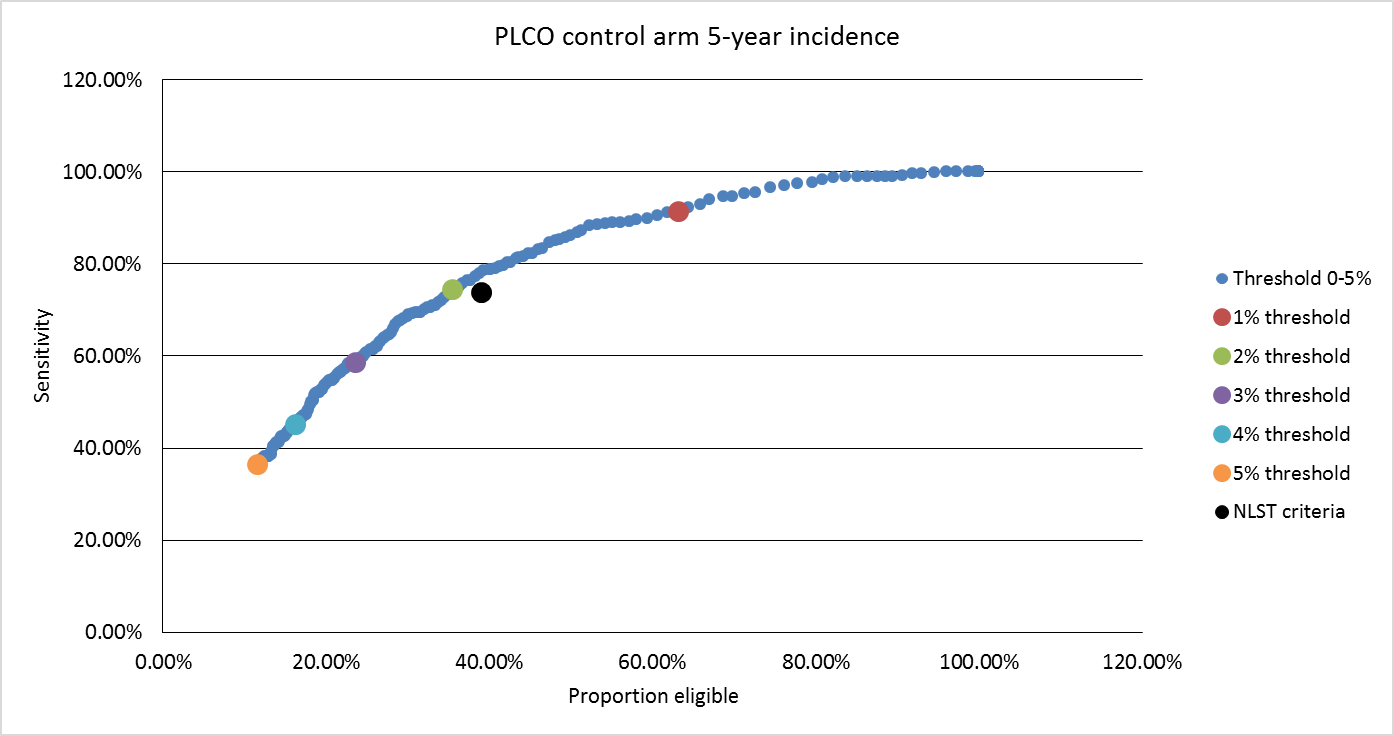 PLCO control arm 5-year incidence
120.00%
100.00%
80.00%
60.00%
40.00%
20.00%
0.00%
Sensitivity
0.00% 20.00% 40.00% 60.00% 80.00% 100.00% 120.00%
Proportion eligible
Threshold 0-5%
1% threshold
2% threshold
3% threshold
4% threshold
5% threshold
NLST criteria